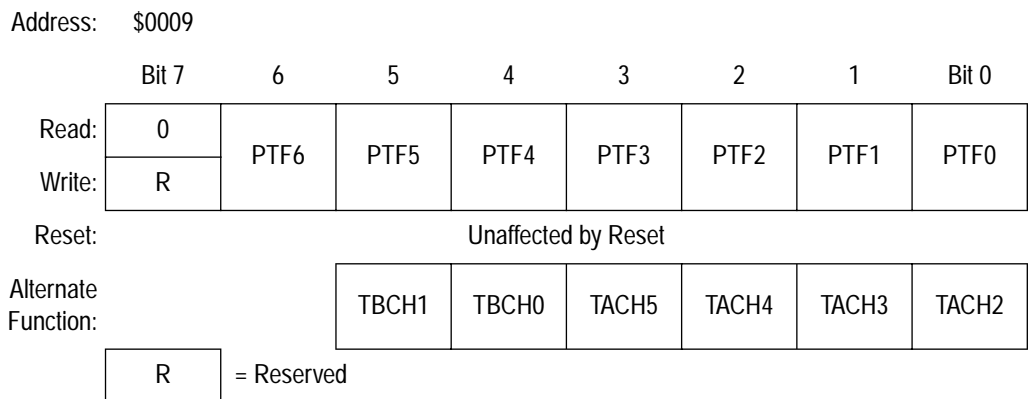 Address: $0009
Bit 7 6 5 4 3 2 1 Bit 0
Read: 0
PTF6 PTF5 PTF4 PTF3 PTF2 PTF1 PTF0
Write: R
Reset: Unaffected by Reset
Alternate
Function:
TBCH1 TBCH0 TACH5 TACH4 TACH3 TACH2
R = Reserved